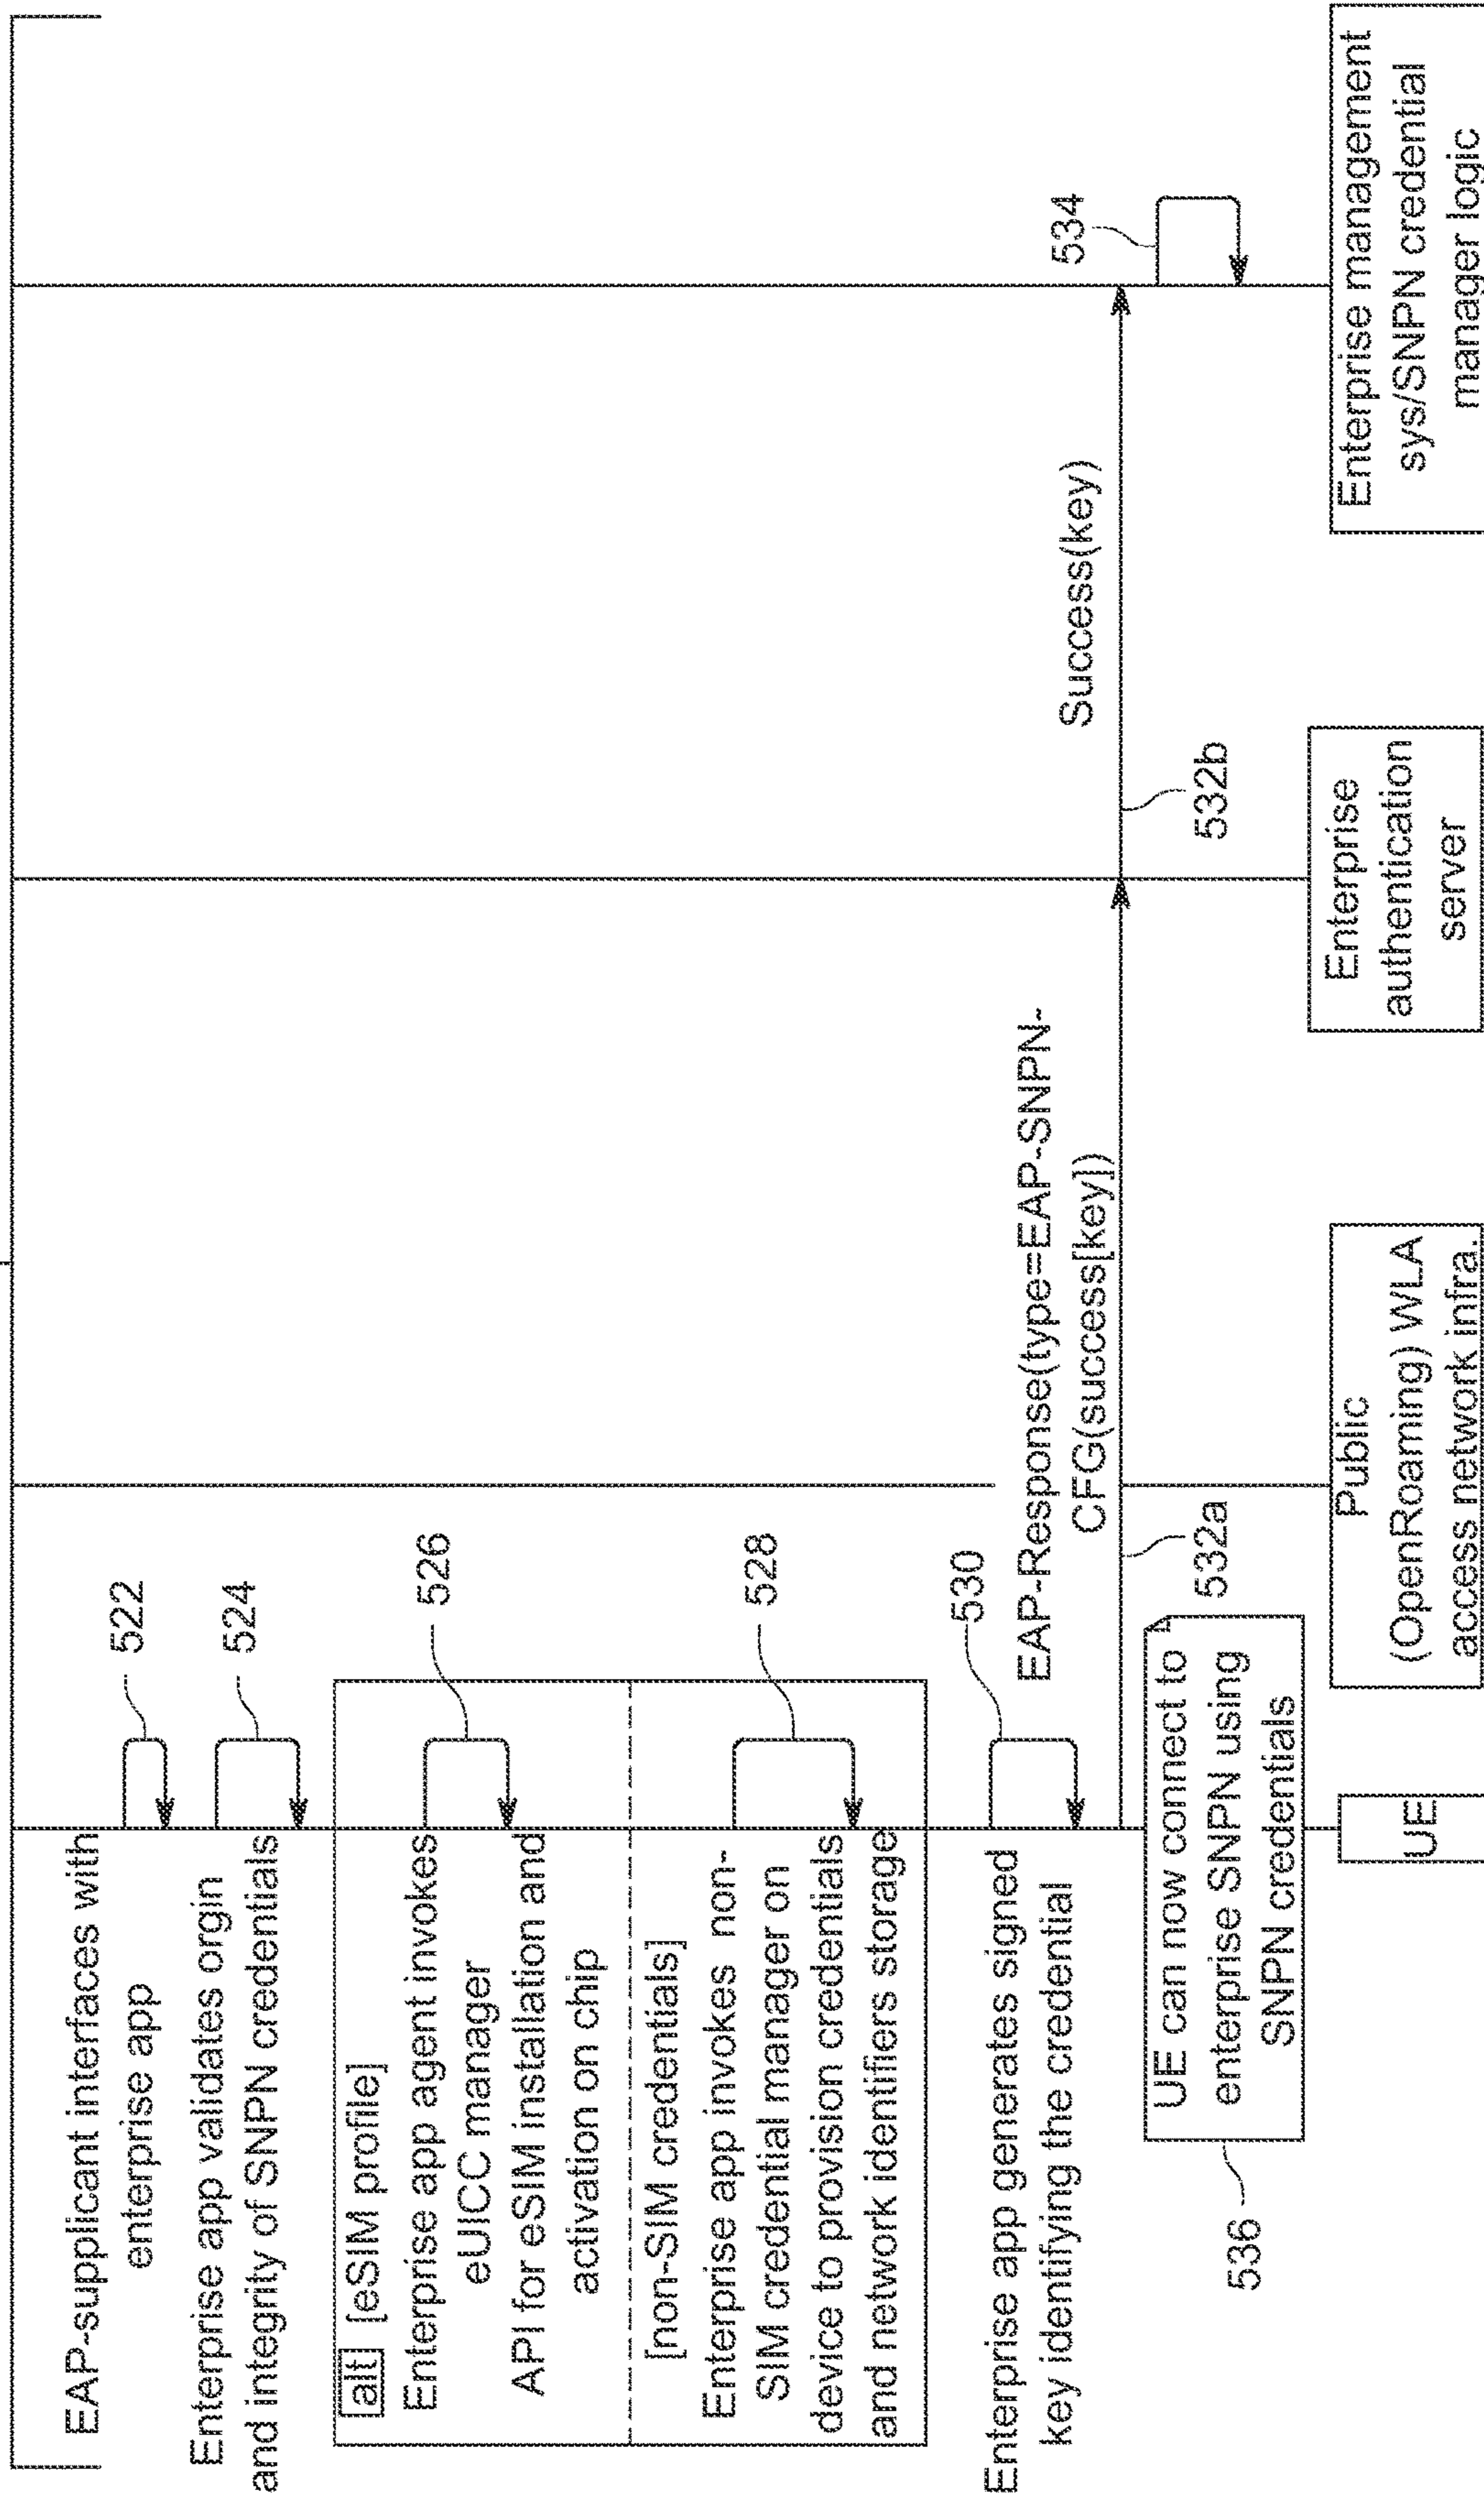 EAP-supplicant interfaces with
enterprise app
522
Enterprise app validates orgin
and integrity of SNPN credentials
524
alt [eSIM profile]
Enterprise app agent invokes
eUICC manager
API for eSIM installation and
activation on chip
526
[non-SIM credentials]
Enterprise app invokes non-
SIM credential manager on
device to provision credentials
and network identifiers storage
528
Enterprise app generates signed
key identifying the credential
530
EAP-Response(type=EAP-SNPN-
CFG(success[key])
532a
Success(key)
532b
534
UE can now connect to
enterprise SNPN using
SNPN credentials
536
UE
Public
(OpenRoaming) WLA
access network infra.
Enterprise
authentication
server
Enterprise management
sys/SNPN credential
manager logic